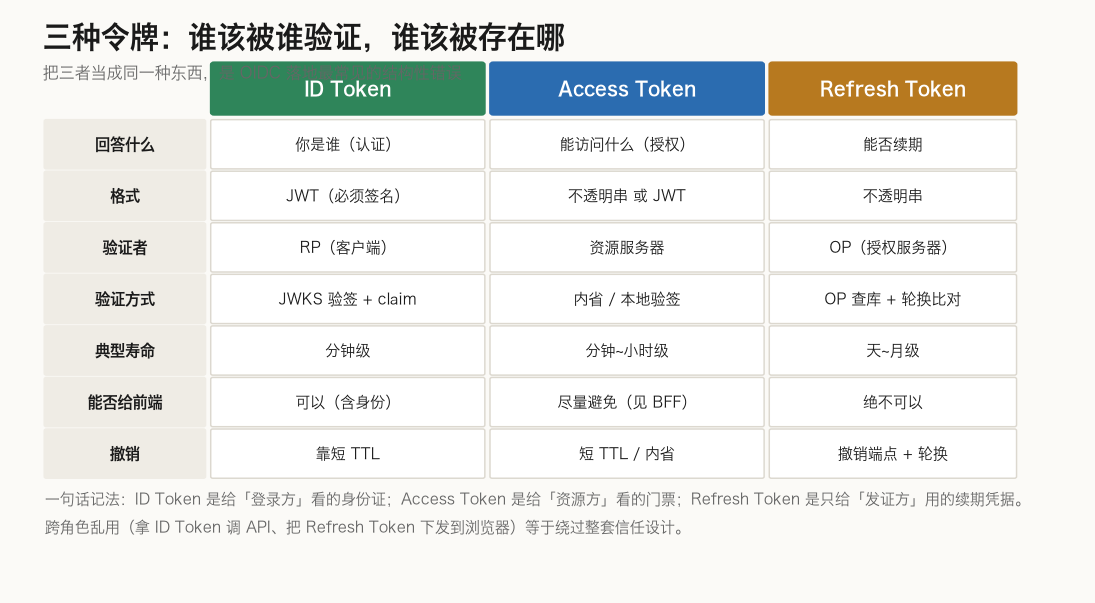 三种令牌：谁该被谁验证，谁该被存在哪
把三者当成同一种东西，
ID Token Access Token Refresh Token
回答什么 你是谁（认证） 能访问什么（授权） 能否续期
格式 JWT（必须签名） 不透明串 或 JWT 不透明串
验证者 RP（客户端） 资源服务器 OP（授权服务器）
验证方式 JWKS 验签 + claim 内省 / 本地验签 OP 查库 + 轮换比对
典型寿命 分钟级 分钟~小时级 天~月级
能否给前端 可以（含身份） 尽量避免（见 BFF） 绝不可以
撤销 靠短 TTL 短 TTL / 内省 撤销端点 + 轮换
一句话记法：ID Token 是给「登录方」看的身份证；Access Token 是给「资源方」看的门票；Refresh Token 是只给「发证方」用的续期凭据。
跨角色乱用（拿 ID Token 调 API、把 Refresh Token 下发到浏览器）等于绕过整套信任设计。